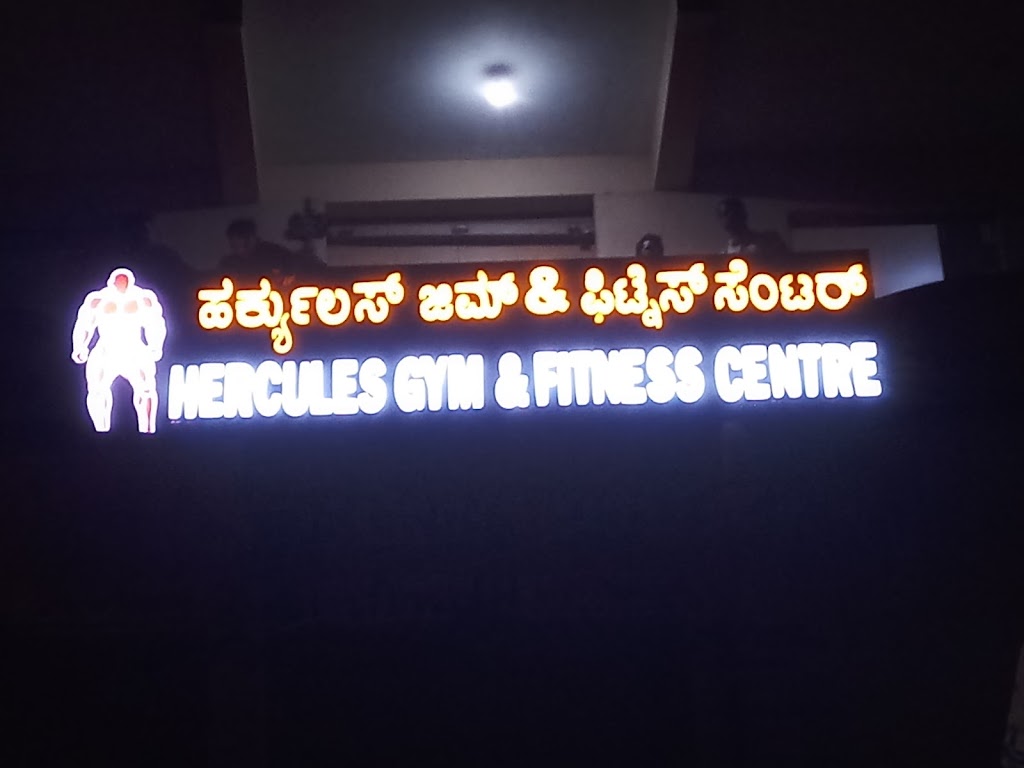 ಹರ್ಕ್ಯುಲಸ್ ಜಿಮ್ & ಫಿಟ್ನೆಸ್ ಸೆಂಟರ್
HERCULES GYM & FITNESS CENTRE